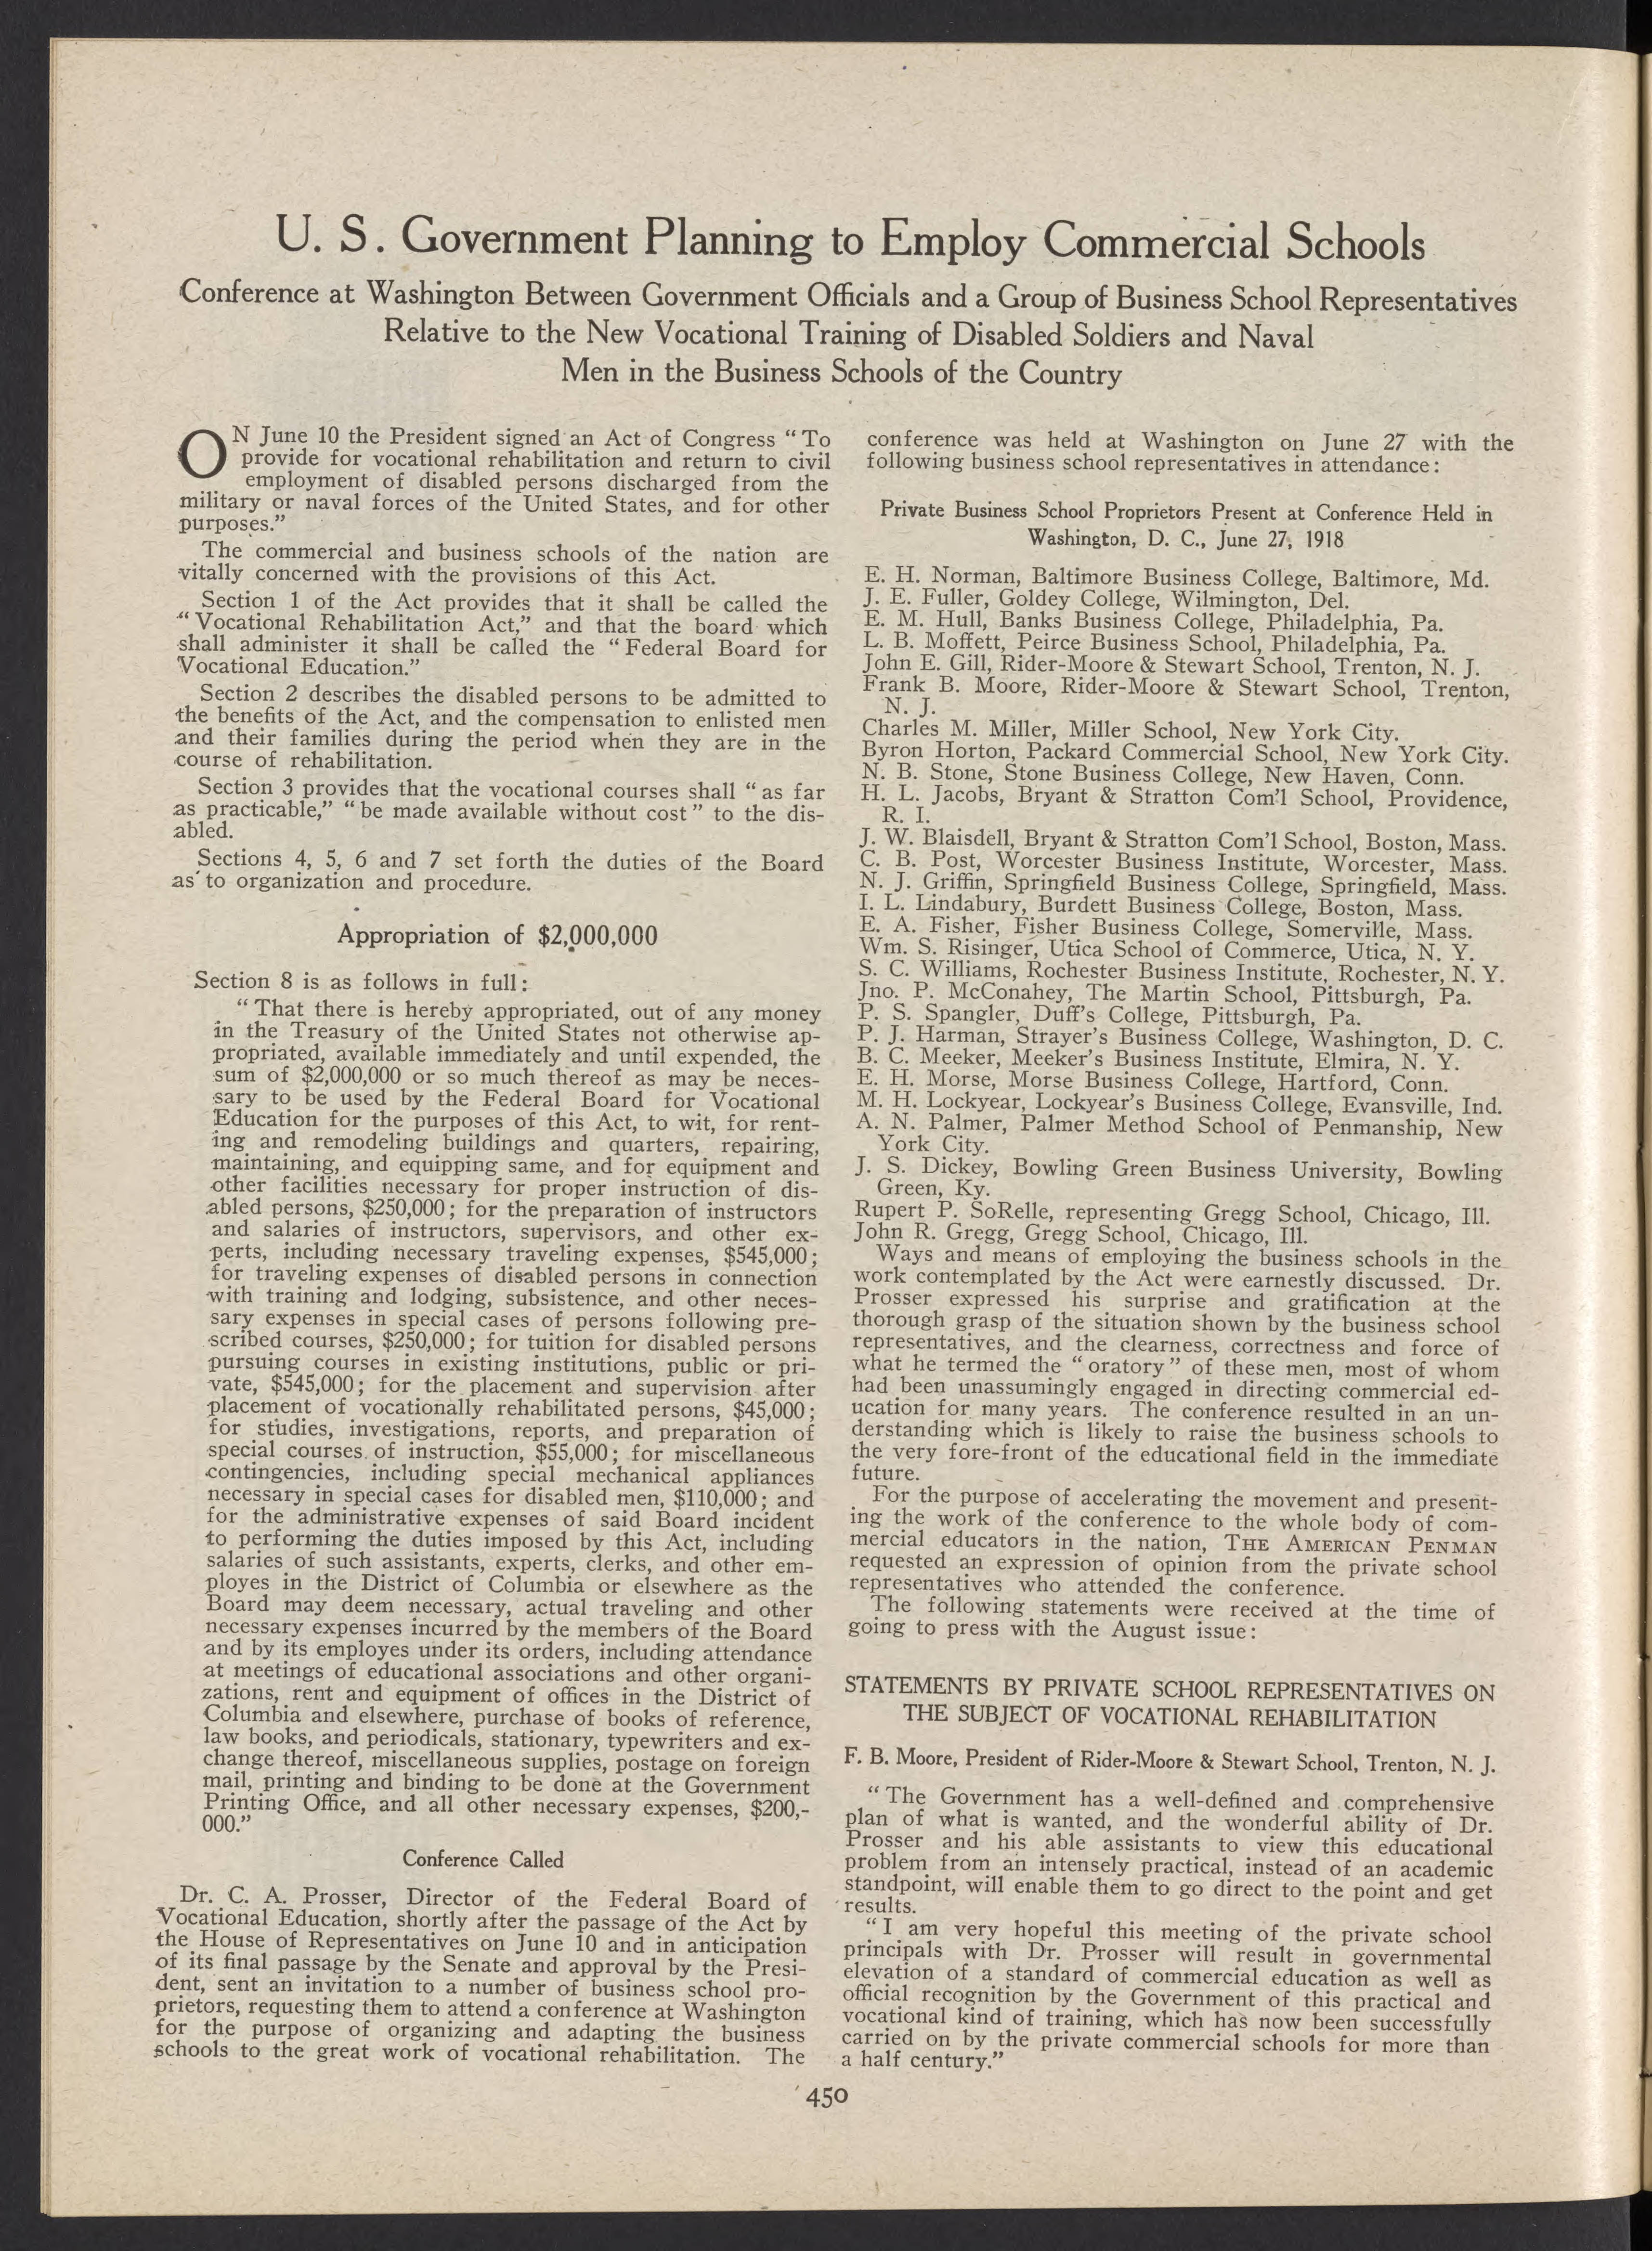 U. S. Government Planning to Employ Commercial Schools
Conference at Washington Between Government Officials and a Group of Business School Representatives
Relative to the New Vocational Training of Disabled Soldiers and Naval
Men in the Business Schools of the Country
ON June 10 the President signed an Act of Congress “ To
provide for vocational rehabilitation and return to civil
employment of disabled persons discharged from the
military or naval forces of the United States, and for other
purposes.”
The commercial and business schools of the nation are
vitally concerned with the provisions of this Act.
Section 1 of the Act provides that it shall be called the
“ Vocational Rehabilitation Act,” and that the board which
shall administer it shall be called the “ Federal Board for
Vocational Education.”
Section 2 describes the disabled persons to be admitted to
the benefits of the Act, and the compensation to enlisted men
and their families during the period when they are in the
course of rehabilitation.
Section 3 provides that the vocational courses shall “ as far
as practicable,” “ be made available without cost ” to the dis-
abled.
Sections 4, 5, 6 and 7 set forth the duties of the Board
as to organization and procedure.
Appropriation of $2,000,000
Section 8 is as follows in full :
“ That there is hereby appropriated, out of any money
in the Treasury of the United States not otherwise ap-
propriated, available immediately and until expended, the
sum of $2,000,000 or so much thereof as may be neces-
sary to be used by the Federal Board for Vocational
Education for the purposes of this Act, to wit, for rent-
ing and remodeling buildings and quarters, repairing,
maintaining, and equipping same, and for equipment and
other facilities necessary for proper instruction of dis-
abled persons, $250,000 ; for the preparation of instructors
and salaries of instructors, supervisors, and other ex-
perts, including necessary traveling expenses, $545,000 ;
for traveling expenses of disabled persons in connection
with training and lodging, subsistence, and other neces-
sary expenses in special cases of persons following pre-
scribed courses, $250,000 ; for tuition for disabled persons
pursuing courses in existing institutions, public or pri-
vate, $545,000 ; for the placement and supervision after
placement of vocationally rehabilitated persons, $45,000 ;
for studies, investigations, reports, and preparation of
special courses of instruction, $55,000 ; for miscellaneous
contingencies, including special mechanical appliances
necessary in special cases for disabled men, $110,000 ; and
for the administrative expenses of said Board incident
to performing the duties imposed by this Act, including
salaries of such assistants, experts, clerks, and other em-
ployes in the District of Columbia or elsewhere as the
Board may deem necessary, actual traveling and other
necessary expenses incurred by the members of the Board
and by its employes under its orders, including attendance
at meetings of educational associations and other organi-
zations, rent and equipment of offices in the District of
Columbia and elsewhere, purchase of books of reference,
law books, and periodicals, stationary, typewriters and ex-
change thereof, miscellaneous supplies, postage on foreign
mail, printing and binding to be done at the Government
Printing Office, and all other necessary expenses, $200,-
000.”
Conference Called
Dr. C. A. Prosser, Director of the Federal Board of
Vocational Education, shortly after the passage of the Act by
the House of Representatives on June 10 and in anticipation
of its final passage by the Senate and approval by the Presi-
dent, sent an invitation to a number of business school pro-
prietors, requesting them to attend a conference at Washington
for the purpose of organizing and adapting the business
schools to the great work of vocational rehabilitation. The
conference was held at Washington on June 27 with the
following business school representatives in attendance :
Private Business School Proprietors Present at Conference Held in
Washington, D. C., June 27, 1918
E. H. Norman, Baltimore Business College, Baltimore, Md.
J. E. Fuller, Goldey College, Wilmington, Del.
E. M. Hull, Banks Business College, Philadelphia, Pa.
L. B. Moffett, Peirce Business School, Philadelphia, Pa.
John E. Gill, Rider-Moore & Stewart School, Trenton, N. J.
Frank B. Moore, Rider-Moore & Stewart School, Trenton,
N. J.
Charles M. Miller, Miller School, New York City.
Byron Horton, Packard Commercial School, New York City.
N. B. Stone, Stone Business College, New Haven, Conn.
H. L. Jacobs, Bryant & Stratton Com’l School, Providence,
R. I.
J. W. Blaisdell, Bryant & Stratton Com’l School, Boston, Mass.
C. B. Post, Worcester Business Institute, Worcester, Mass.
N. J. Griffin, Springfield Business College, Springfield, Mass.
I. L. Lindabury, Burdett Business College, Boston, Mass.
E. A. Fisher, Fisher Business College, Somerville, Mass.
Wm. S. Risinger, Utica School of Commerce, Utica, N. Y.
S. C. Williams, Rochester Business Institute, Rochester, N. Y.
Jno. P. McConahey, The Martin School, Pittsburgh, Pa.
P. S. Spangler, Duff’s College, Pittsburgh, Pa.
P. J. Harman, Strayer’s Business College, Washington, D. C.
B. C. Meeker, Meeker’s Business Institute, Elmira, N. Y.
E. H. Morse, Morse Business College, Hartford, Conn.
M. H. Lockyear, Lockyear’s Business College, Evansville, Ind.
A. N. Palmer, Palmer Method School of Penmanship, New
York City.
J. S. Dickey, Bowling Green Business University, Bowling
Green, Ky.
Rupert P. SoRelle, representing Gregg School, Chicago, Ill.
John R. Gregg, Gregg School, Chicago, Ill.
Ways and means of employing the business schools in the
work contemplated by the Act were earnestly discussed. Dr.
Prosser expressed his surprise and gratification at the
thorough grasp of the situation shown by the business school
representatives, and the clearness, correctness and force of
what he termed the “ oratory ” of these men, most of whom
had been unassumingly engaged in directing commercial ed-
ucation for many years. The conference resulted in an un-
derstanding which is likely to raise the business schools to
the very fore-front of the educational field in the immediate
future.
For the purpose of accelerating the movement and present-
ing the work of the conference to the whole body of com-
mercial educators in the nation, THE AMERICAN PENMAN
requested an expression of opinion from the private school
representatives who attended the conference.
The following statements were received at the time of
going to press with the August issue :
STATEMENTS BY PRIVATE SCHOOL REPRESENTATIVES ON
THE SUBJECT OF VOCATIONAL REHABILITATION
F. B. Moore, President of Rider-Moore & Stewart School, Trenton, N. J.
“ The Government has a well-defined and comprehensive
plan of what is wanted, and the wonderful ability of Dr.
Prosser and his able assistants to view this educational
problem from an intensely practical, instead of an academic
standpoint, will enable them to go direct to the point and get
results.
“ I am very hopeful this meeting of the private school
principals with Dr. Prosser will result in governmental
elevation of a standard of commercial education as well as
official recognition by the Government of this practical and
vocational kind of training, which has now been successfully
carried on by the private commercial schools for more than
a half century.”
450